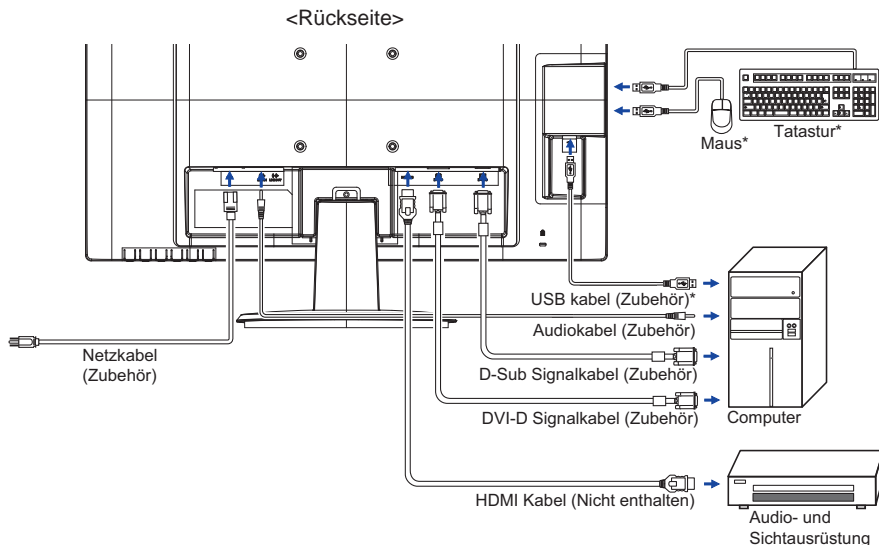 <Rückseite>
Maus*
Tatastur*
USB kabel (Zubehör)*
Audiokabel (Zubehör)
Netzkabel
(Zubehör)
D-Sub Signalkabel (Zubehör)
DVI-D Signalkabel (Zubehör)
Computer
HDMI Kabel (Nicht enthalten)
Audio- und
Sichtausrüstung